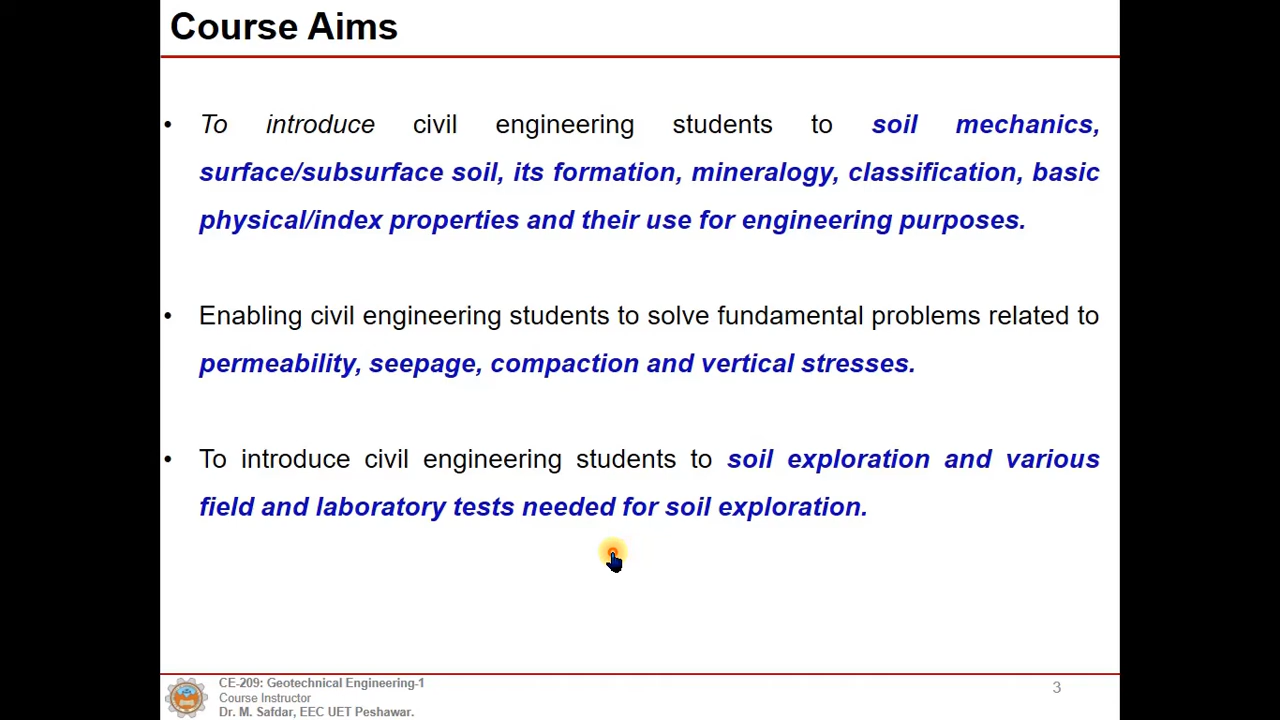 Course Aims
• To introduce civil engineering students to soil mechanics,
surface/subsurface soil, its formation, mineralogy, classification, basic
physical/index properties and their use for engineering purposes.
• Enabling civil engineering students to solve fundamental problems related to
permeability, seepage, compaction and vertical stresses.
• To introduce civil engineering students to soil exploration and various
field and laboratory tests needed for soil exploration.
CE-209: Geotechnical Engineering-1
Course Instructor
Dr. M. Safdar, EEC UET Peshawar.
3